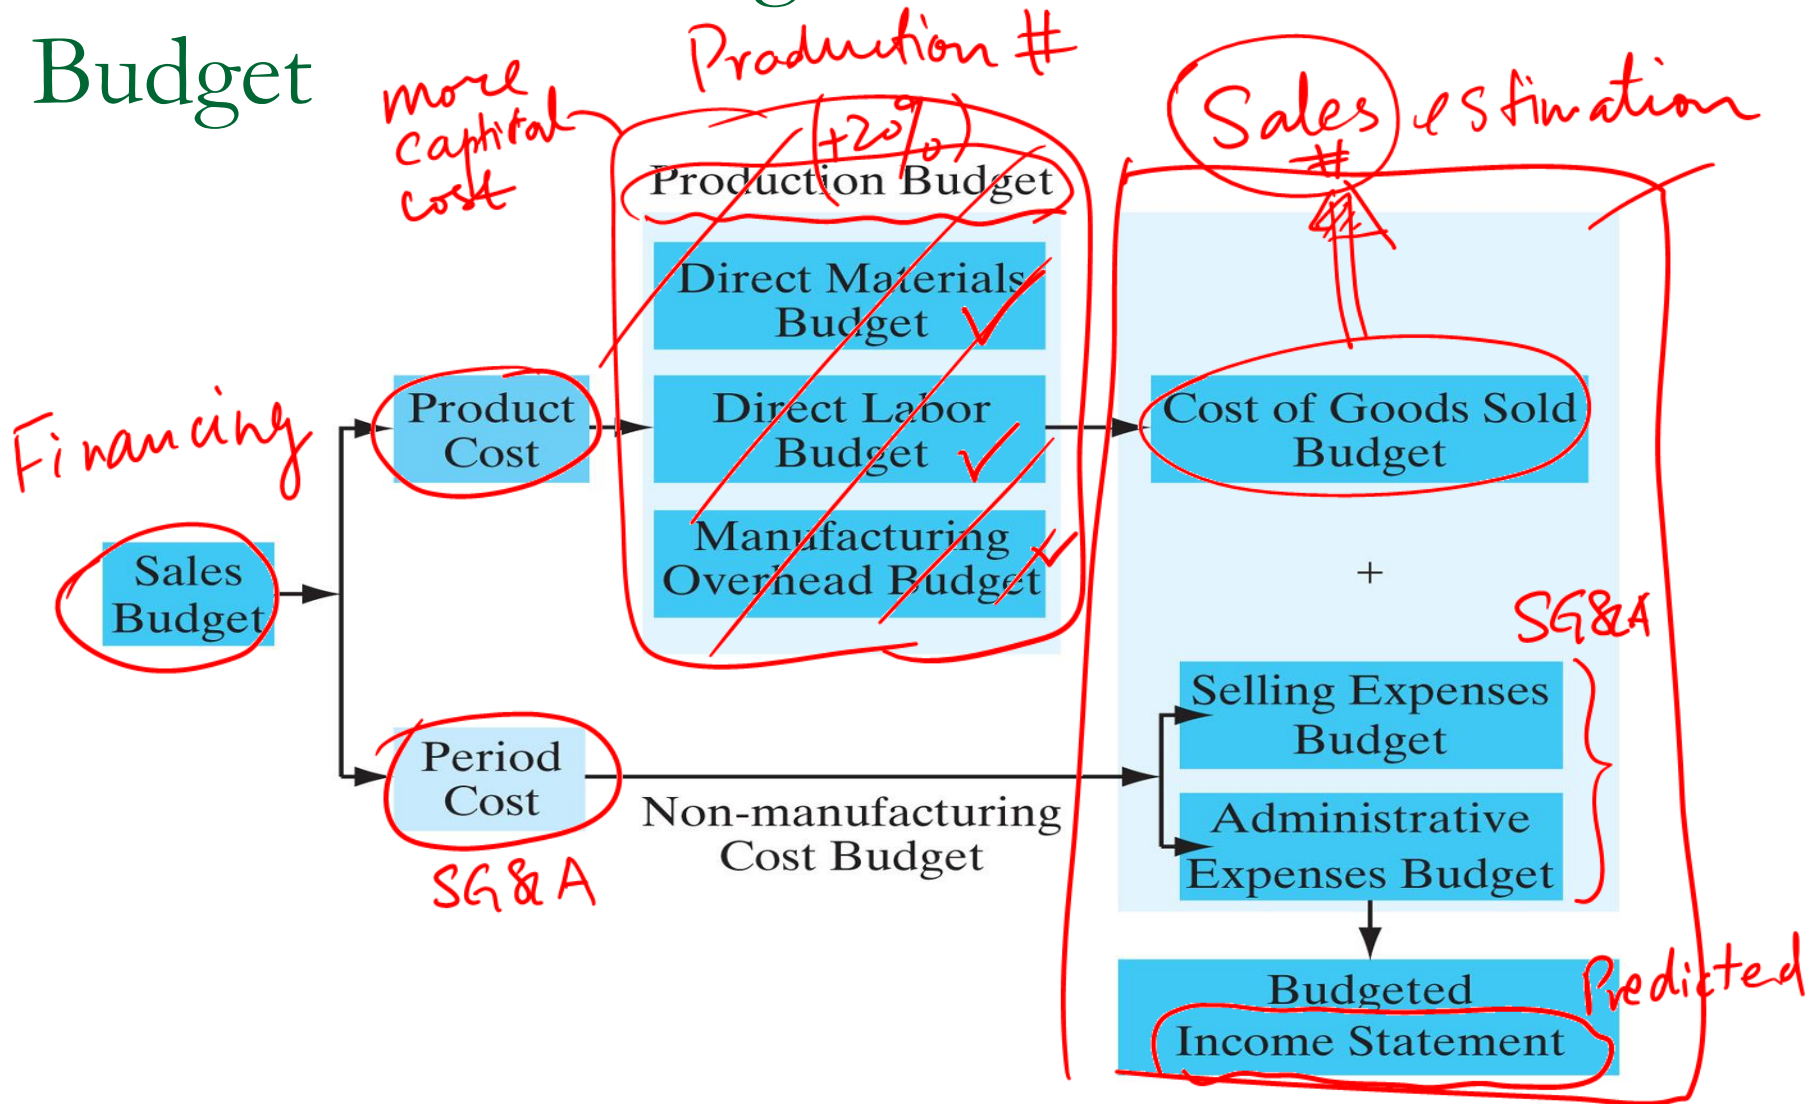 Budget
Production #
more
captital
cost
(+20%)
Sales estimation
#
Production Budget
Direct Materials
Budget
Financing
Product
Cost
Direct Labor
Budget
Cost of Goods Sold
Budget
Manufacturing
Overhead Budget
Sales
Budget
+
SG&A
Selling Expenses
Budget
Period
Cost
Non-manufacturing
Cost Budget
SG&A
Administrative
Expenses Budget
Budgeted
Predicted
Income Statement